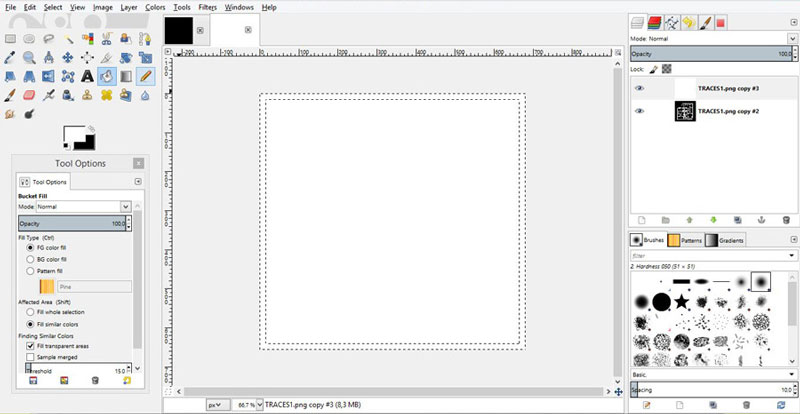 File Edit Select View Image Layer Colors Tools Filters Windows Help
Mode: Normal
Opacity 100,0
Lock:
TRACES1.png copy #3
TRACES1.png copy #2
Tool Options
Tool Options
Bucket Fill
Mode: Normal
Opacity 100,0
Fill Type (Ctrl)
FG color fill
BG color fill
Pattern fill
Pine
Affected Area (Shift)
Fill whole selection
Fill similar colors
Finding Similar Colors
Fill transparent areas
Sample merged
Threshold 15,0
Brushes Patterns Gradients
filter
2. Hardness 050 (51 × 51)
Basic,
Spacing 10,0
px 66,7 % TRACES1.png copy #3 (8,3 MB)